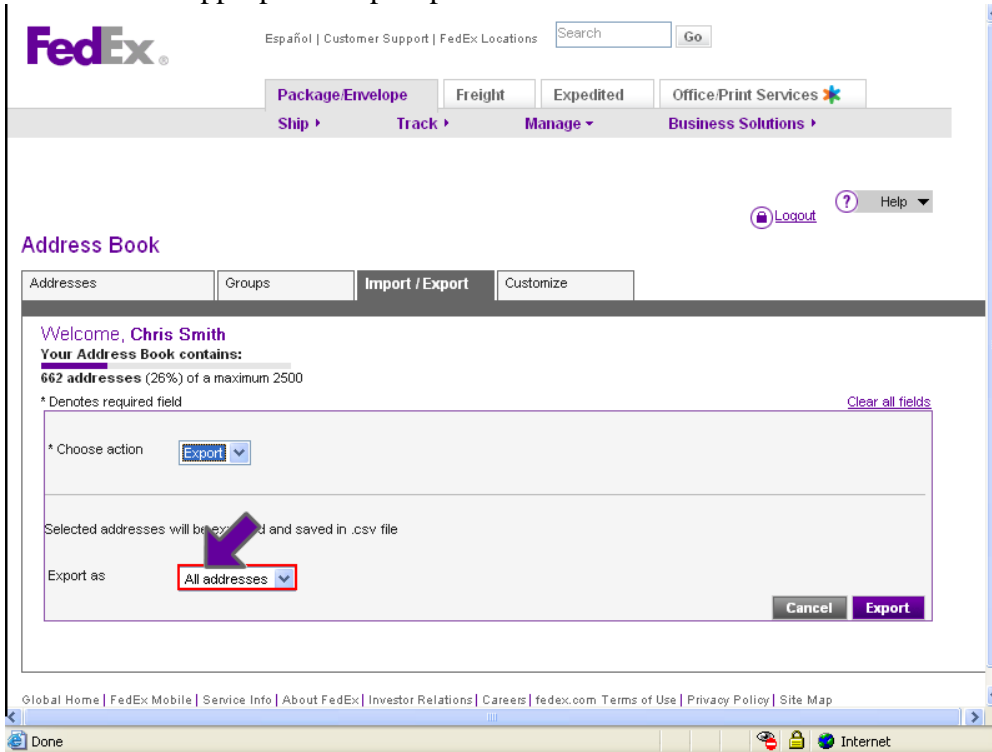 Español | Customer Support | FedEx Locations Search Go
FedEx®
Package/Envelope Freight Expedited Office/Print Services
Ship Track Manage Business Solutions
? Help
Logout
Address Book
Addresses Groups Import / Export Customize
Welcome, Chris Smith
Your Address Book contains:
662 addresses (26%) of a maximum 2500
* Denotes required field Clear all fields
* Choose action Export
Selected addresses will be and saved in .csv file
Export as All addresses
Cancel Export
Global Home | FedEx Mobile | Service Info | About FedEx | Investor Relations | Careers | fedex.com Terms of Use | Privacy Policy | Site Map
Done Internet